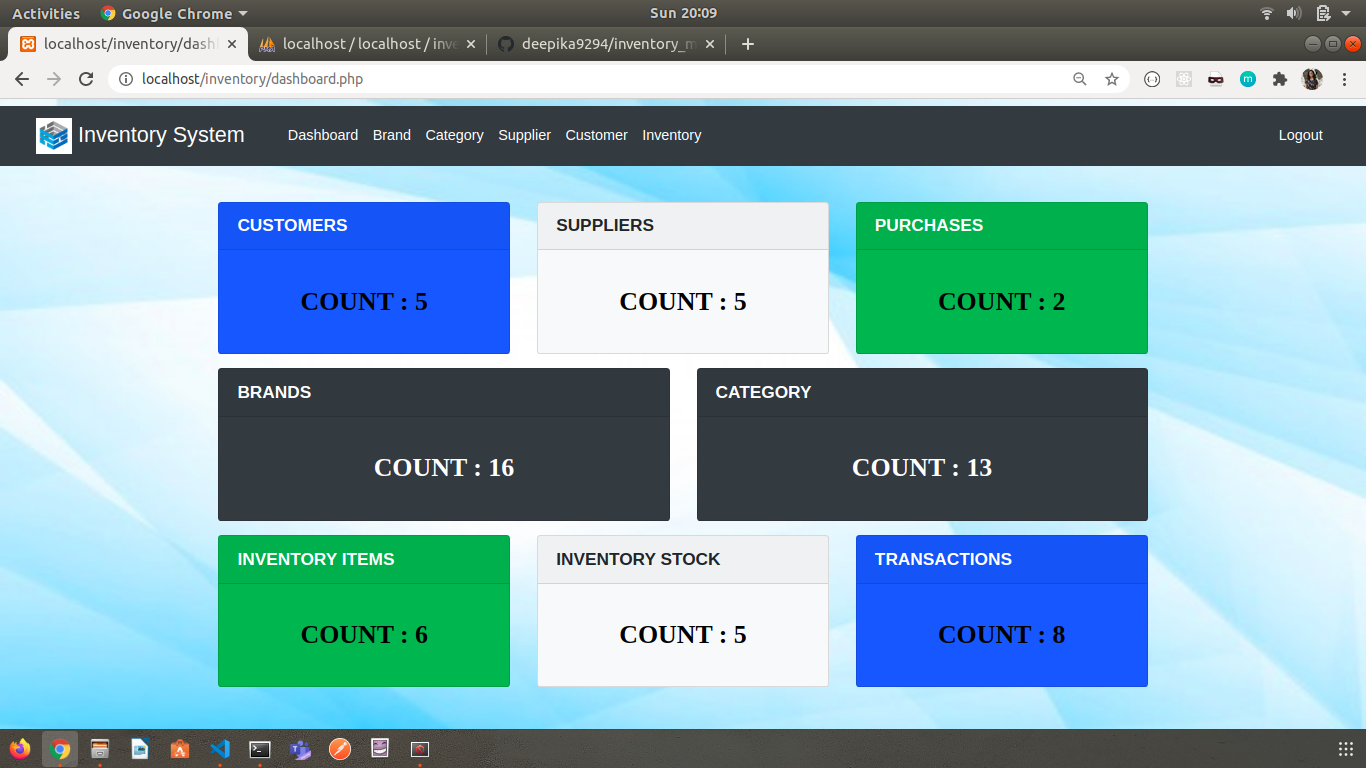 Activities Google Chrome Sun 20:09
localhost/inventory/dash localhost / localhost / inve deepika9294/inventory_m
localhost/inventory/dashboard.php
Inventory System Dashboard Brand Category Supplier Customer Inventory Logout
CUSTOMERS SUPPLIERS PURCHASES
COUNT : 5 COUNT : 5 COUNT : 2
BRANDS CATEGORY
COUNT : 16 COUNT : 13
INVENTORY ITEMS INVENTORY STOCK TRANSACTIONS
COUNT : 6 COUNT : 5 COUNT : 8